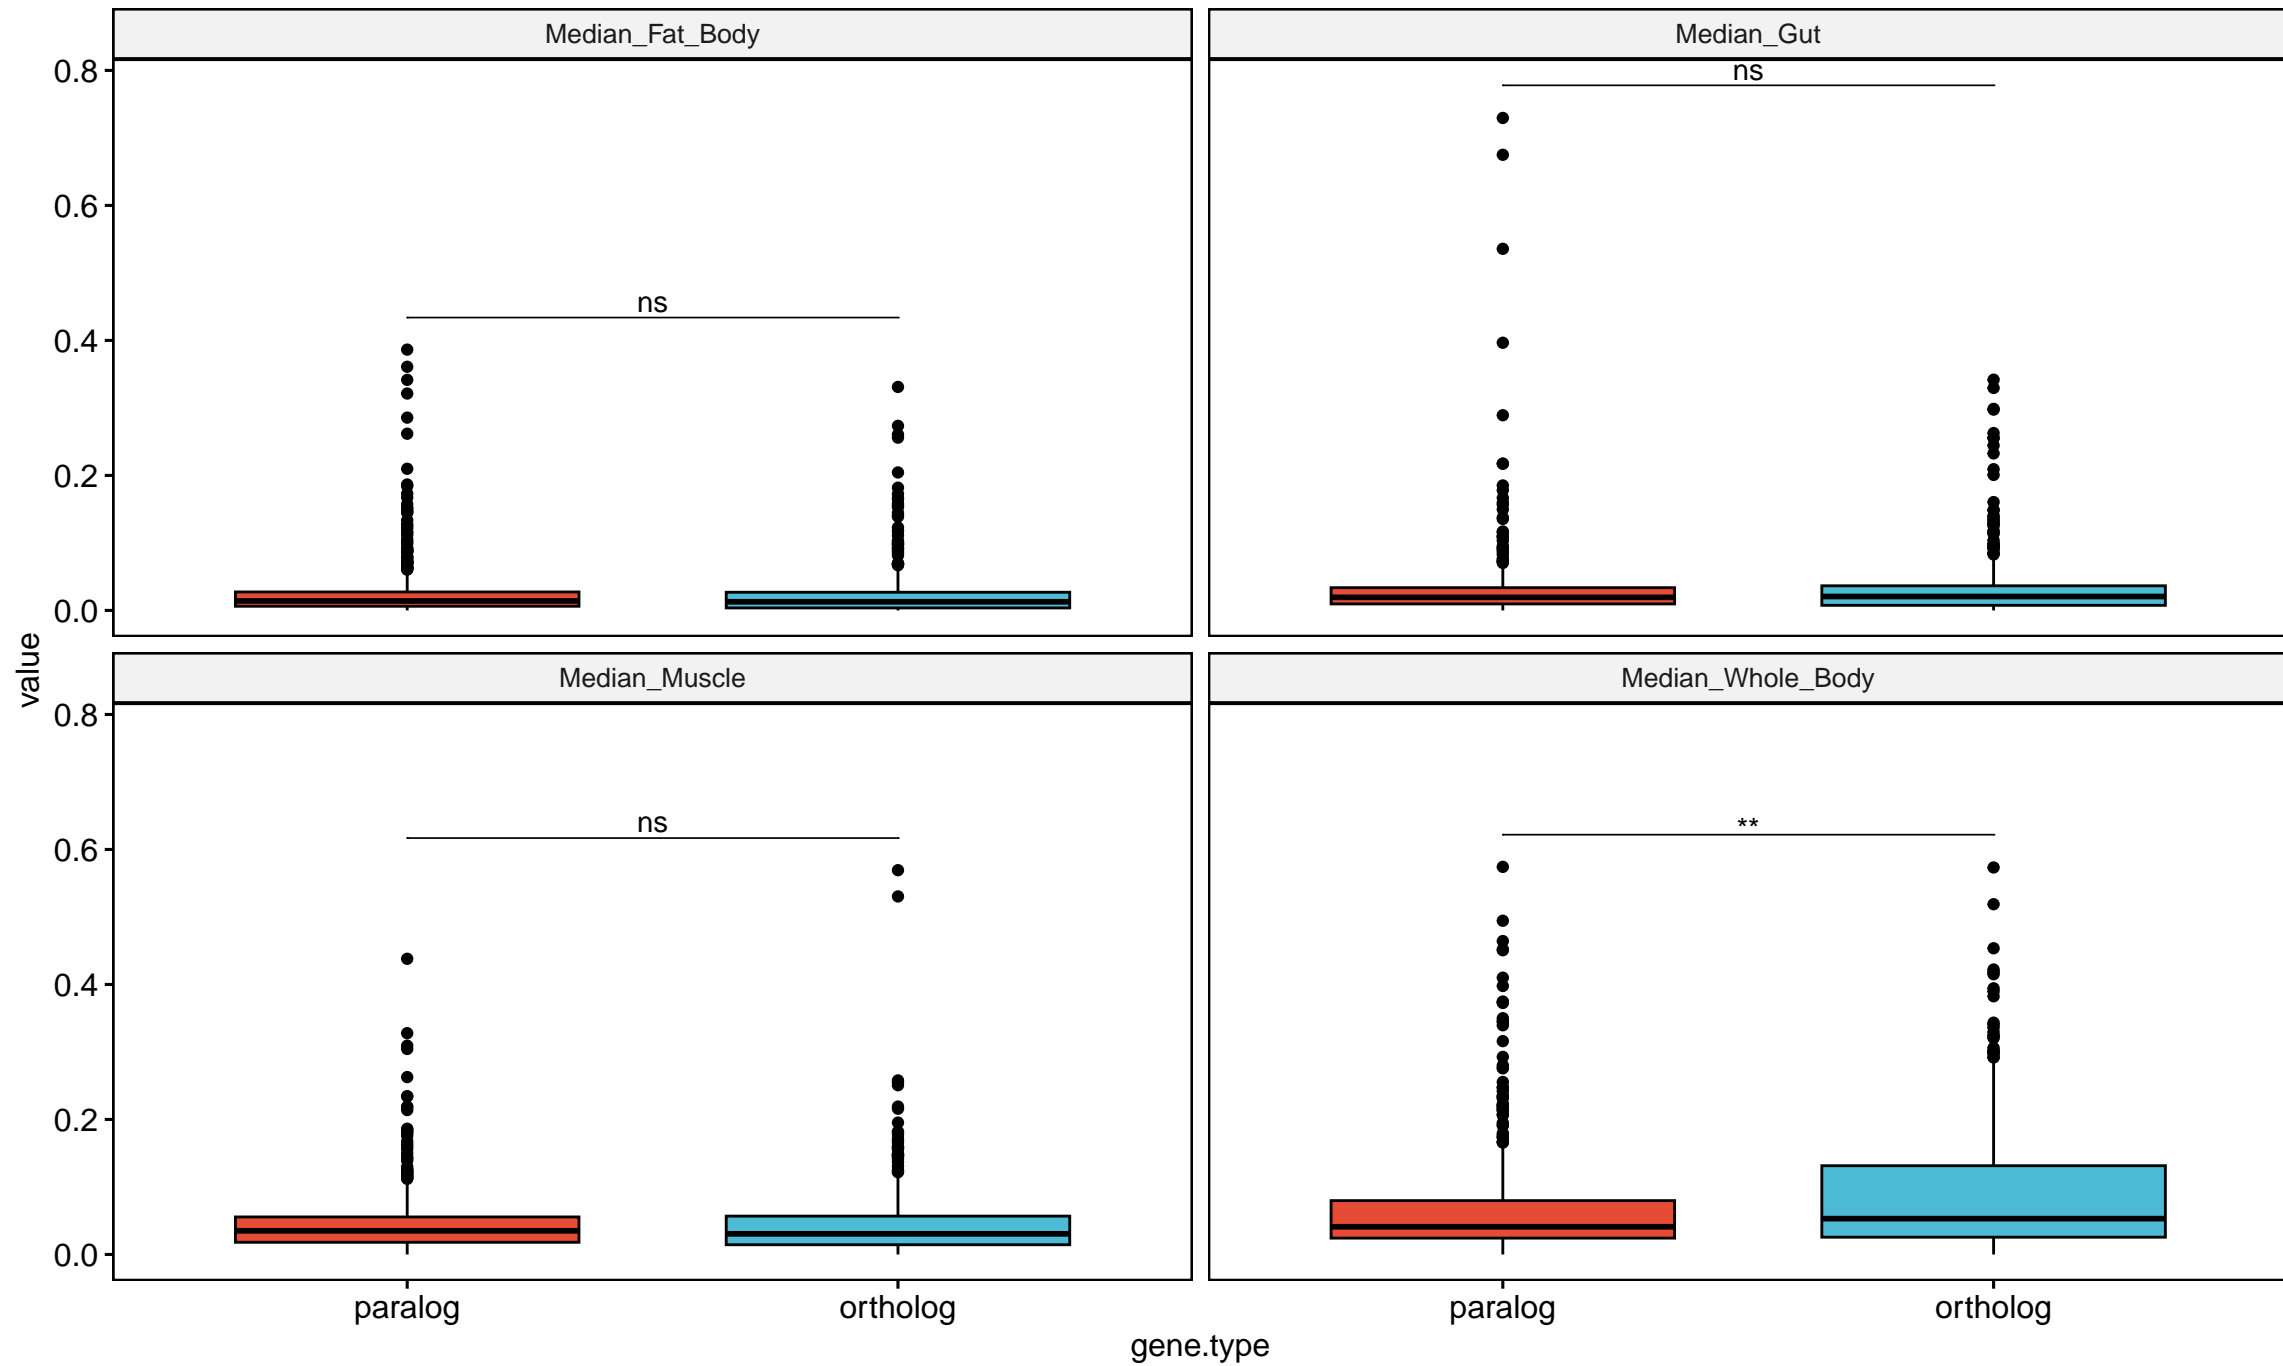 Median_Fat_Body
Median_Gut
0.8
0.6
0.4
0.2
0.0
ns
ns
value
Median_Muscle
Median_Whole_Body
0.8
0.6
0.4
0.2
0.0
ns
**
paralog
ortholog
paralog
ortholog
gene.type